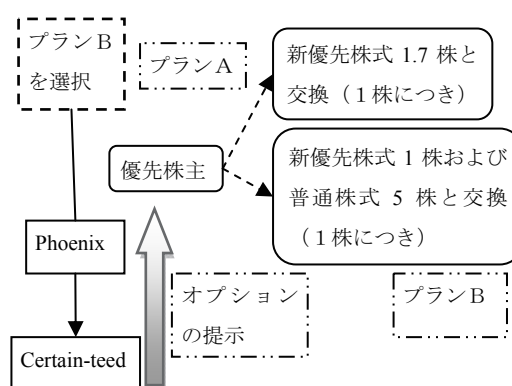 プランB
を選択
プランA
新優先株式 1.7 株と
交換（１株につき）
優先株主
新優先株式 1 株および
普通株式 5 株と交換
（１株につき）
Phoenix
オプション
の提示
プランB
Certain-teed